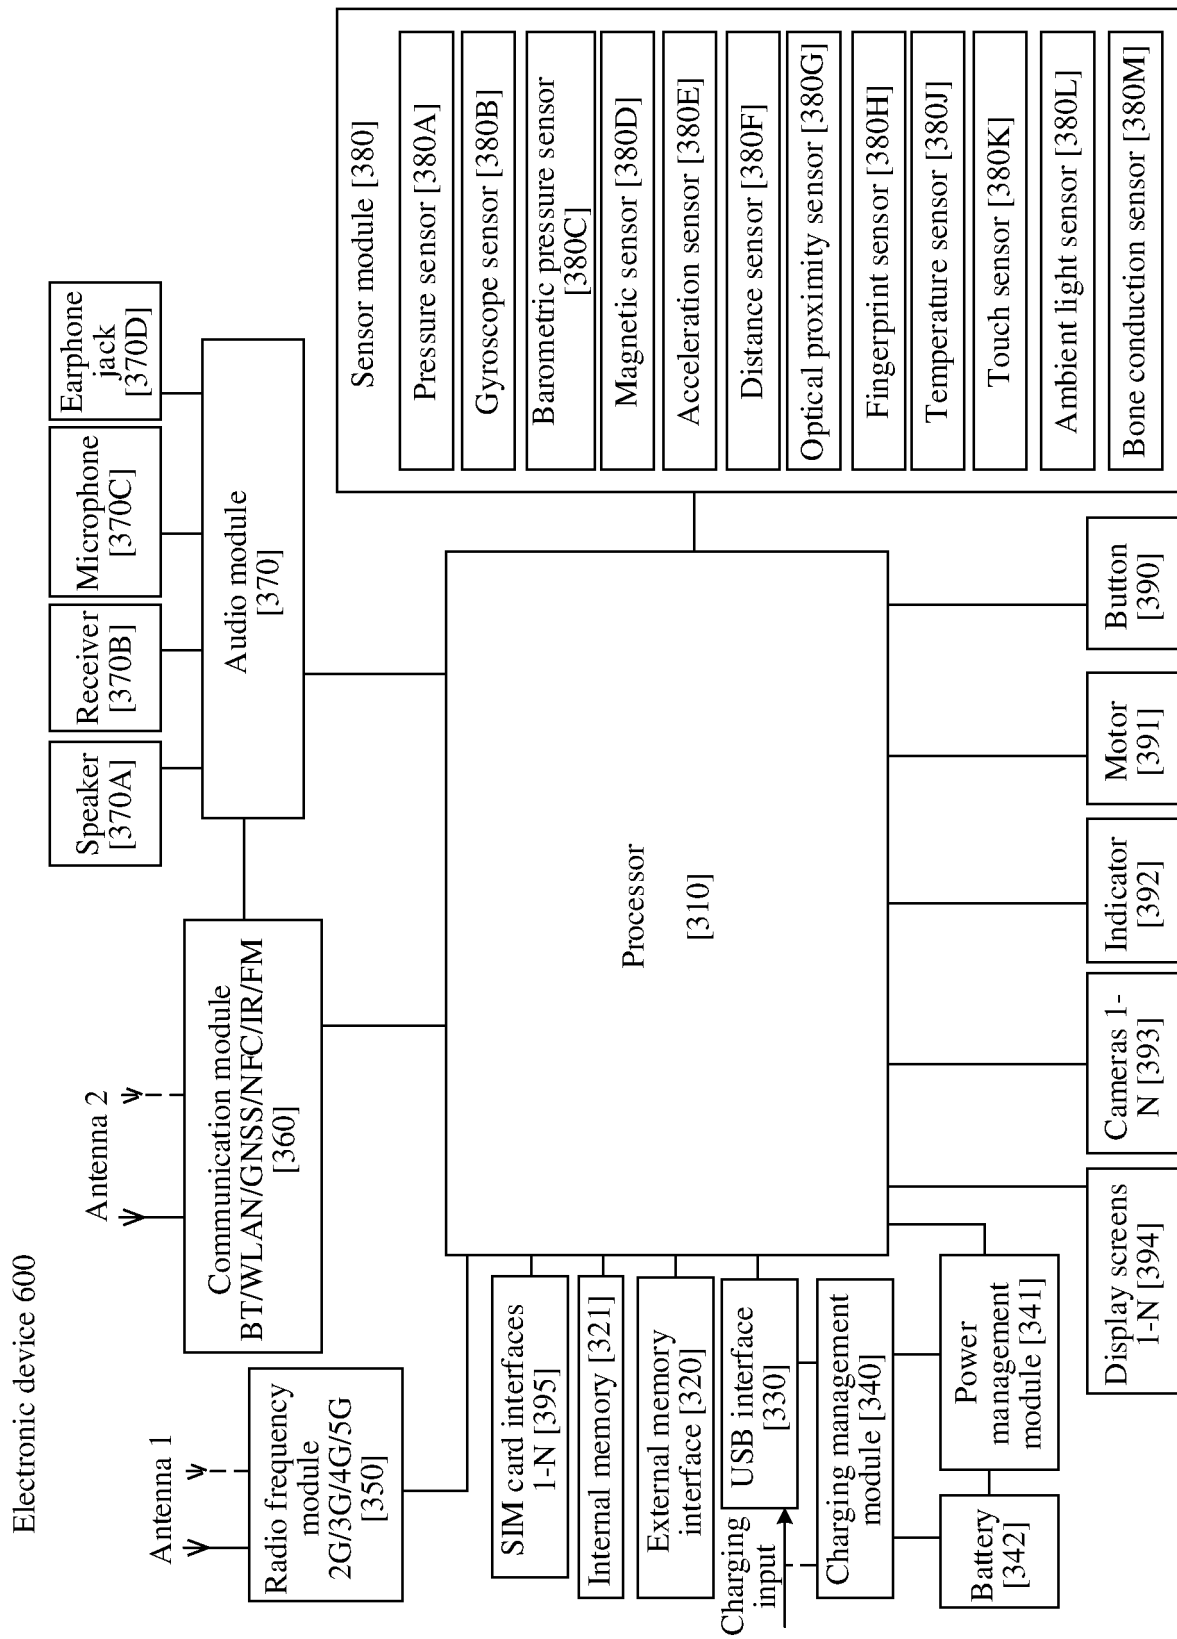 Electronic device 600
Antenna 1
Antenna 2
Radio frequency
module
2G/3G/4G/5G
[350]
Communication module
BT/WLAN/GNSS/NFC/IR/FM
[360]
Speaker
[370A]
Receiver
[370B]
Microphone
[370C]
Earphone
jack
[370D]
Audio module
[370]
SIM card interfaces
1-N [395]
Internal memory [321]
External memory
interface [320]
USB interface
[330]
Charging
input
Charging management
module [340]
Battery
[342]
Power
management
module [341]
Processor
[310]
Sensor module [380]
Pressure sensor [380A]
Gyroscope sensor [380B]
Barometric pressure sensor
[380C]
Magnetic sensor [380D]
Acceleration sensor [380E]
Distance sensor [380F]
Optical proximity sensor [380G]
Fingerprint sensor [380H]
Temperature sensor [380J]
Touch sensor [380K]
Ambient light sensor [380L]
Bone conduction sensor [380M]
Display screens
1-N [394]
Cameras 1-
N [393]
Indicator
[392]
Motor
[391]
Button
[390]